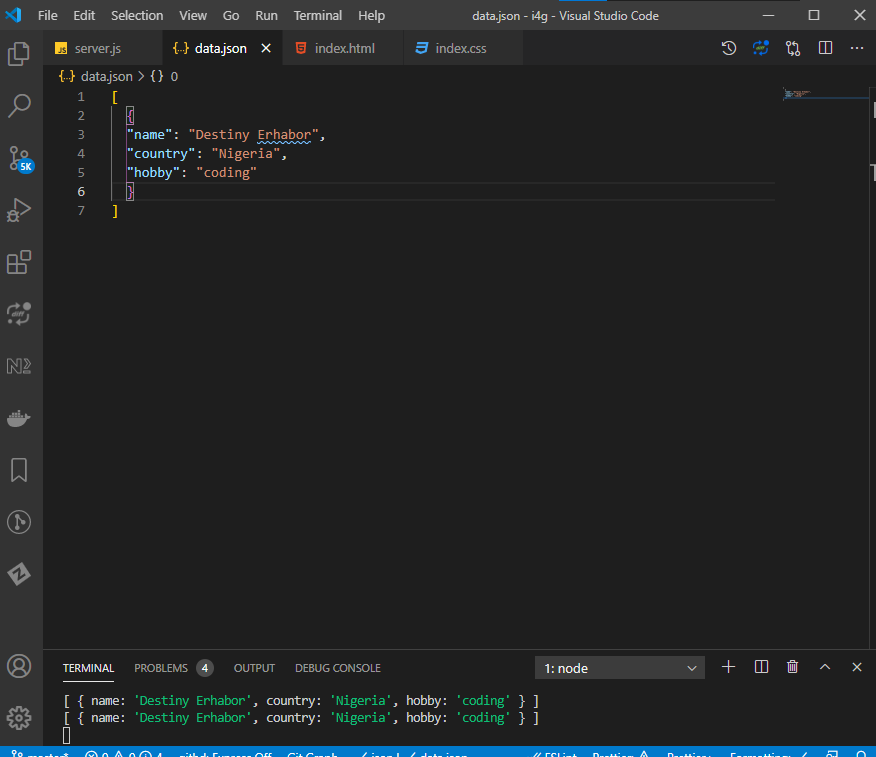 File Edit Selection View Go Run Terminal Help data.json - i4g - Visual Studio Code
server.js data.json index.html index.css
data.json > {} 0
1 [
2 {
3 "name": "Destiny Erhabor",
4 "country": "Nigeria",
5 "hobby": "coding"
6 }
7 ]
5K
diff
TERMINAL PROBLEMS 4 OUTPUT DEBUG CONSOLE 1: node
[ { name: 'Destiny Erhabor', country: 'Nigeria', hobby: 'coding' } ]
[ { name: 'Destiny Erhabor', country: 'Nigeria', hobby: 'coding' } ]